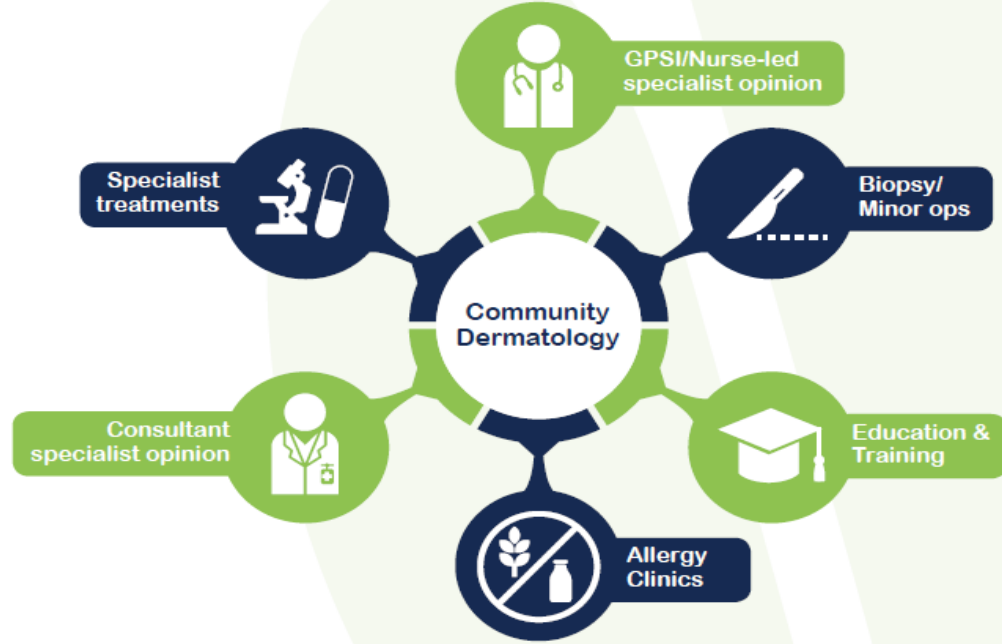 GPSI/Nurse-led
specialist opinion
Specialist
treatments
Biopsy/
Minor ops
Community
Dermatology
Consultant
specialist opinion
Education &
Training
Allergy
Clinics